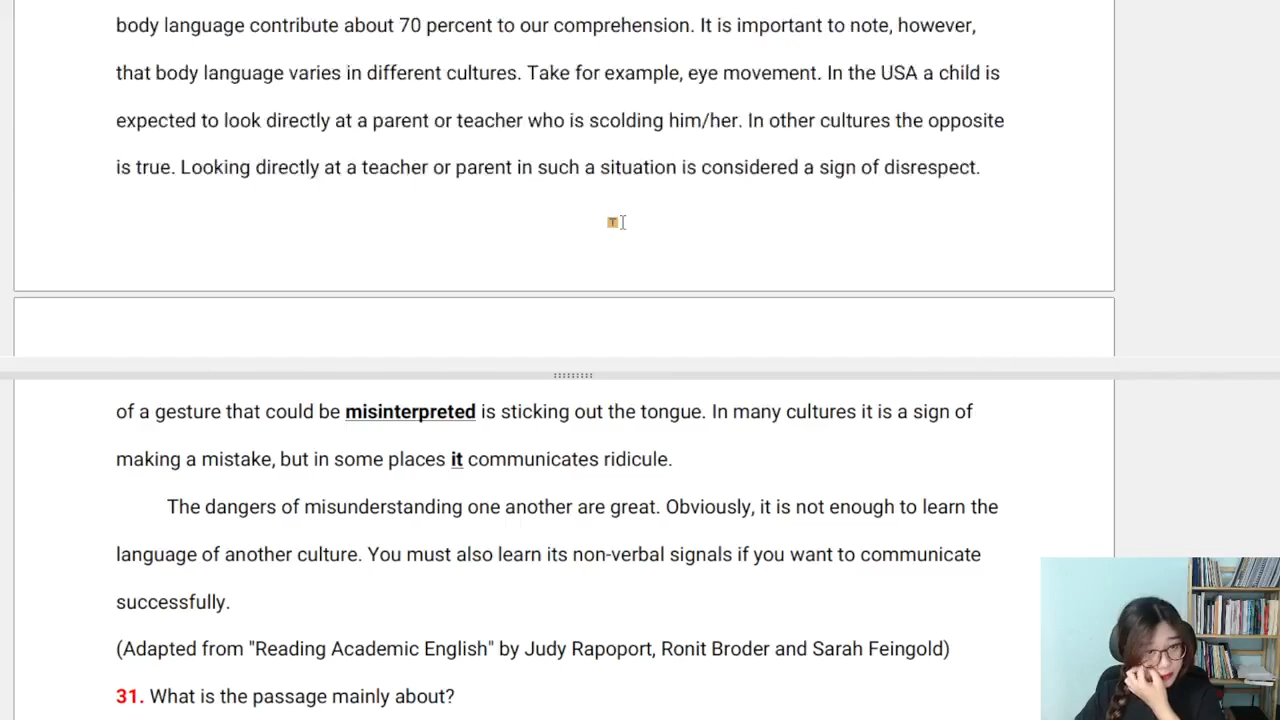 body language contribute about 70 percent to our comprehension. It is important to note, however,
that body language varies in different cultures. Take for example, eye movement. In the USA a child is
expected to look directly at a parent or teacher who is scolding him/her. In other cultures the opposite
is true. Looking directly at a teacher or parent in such a situation is considered a sign of disrespect.
T
of a gesture that could be misinterpreted is sticking out the tongue. In many cultures it is a sign of
making a mistake, but in some places it communicates ridicule.
The dangers of misunderstanding one another are great. Obviously, it is not enough to learn the
language of another culture. You must also learn its non-verbal signals if you want to communicate
successfully.
(Adapted from "Reading Academic English" by Judy Rapoport, Ronit Broder and Sarah Feingold)
31. What is the passage mainly about?